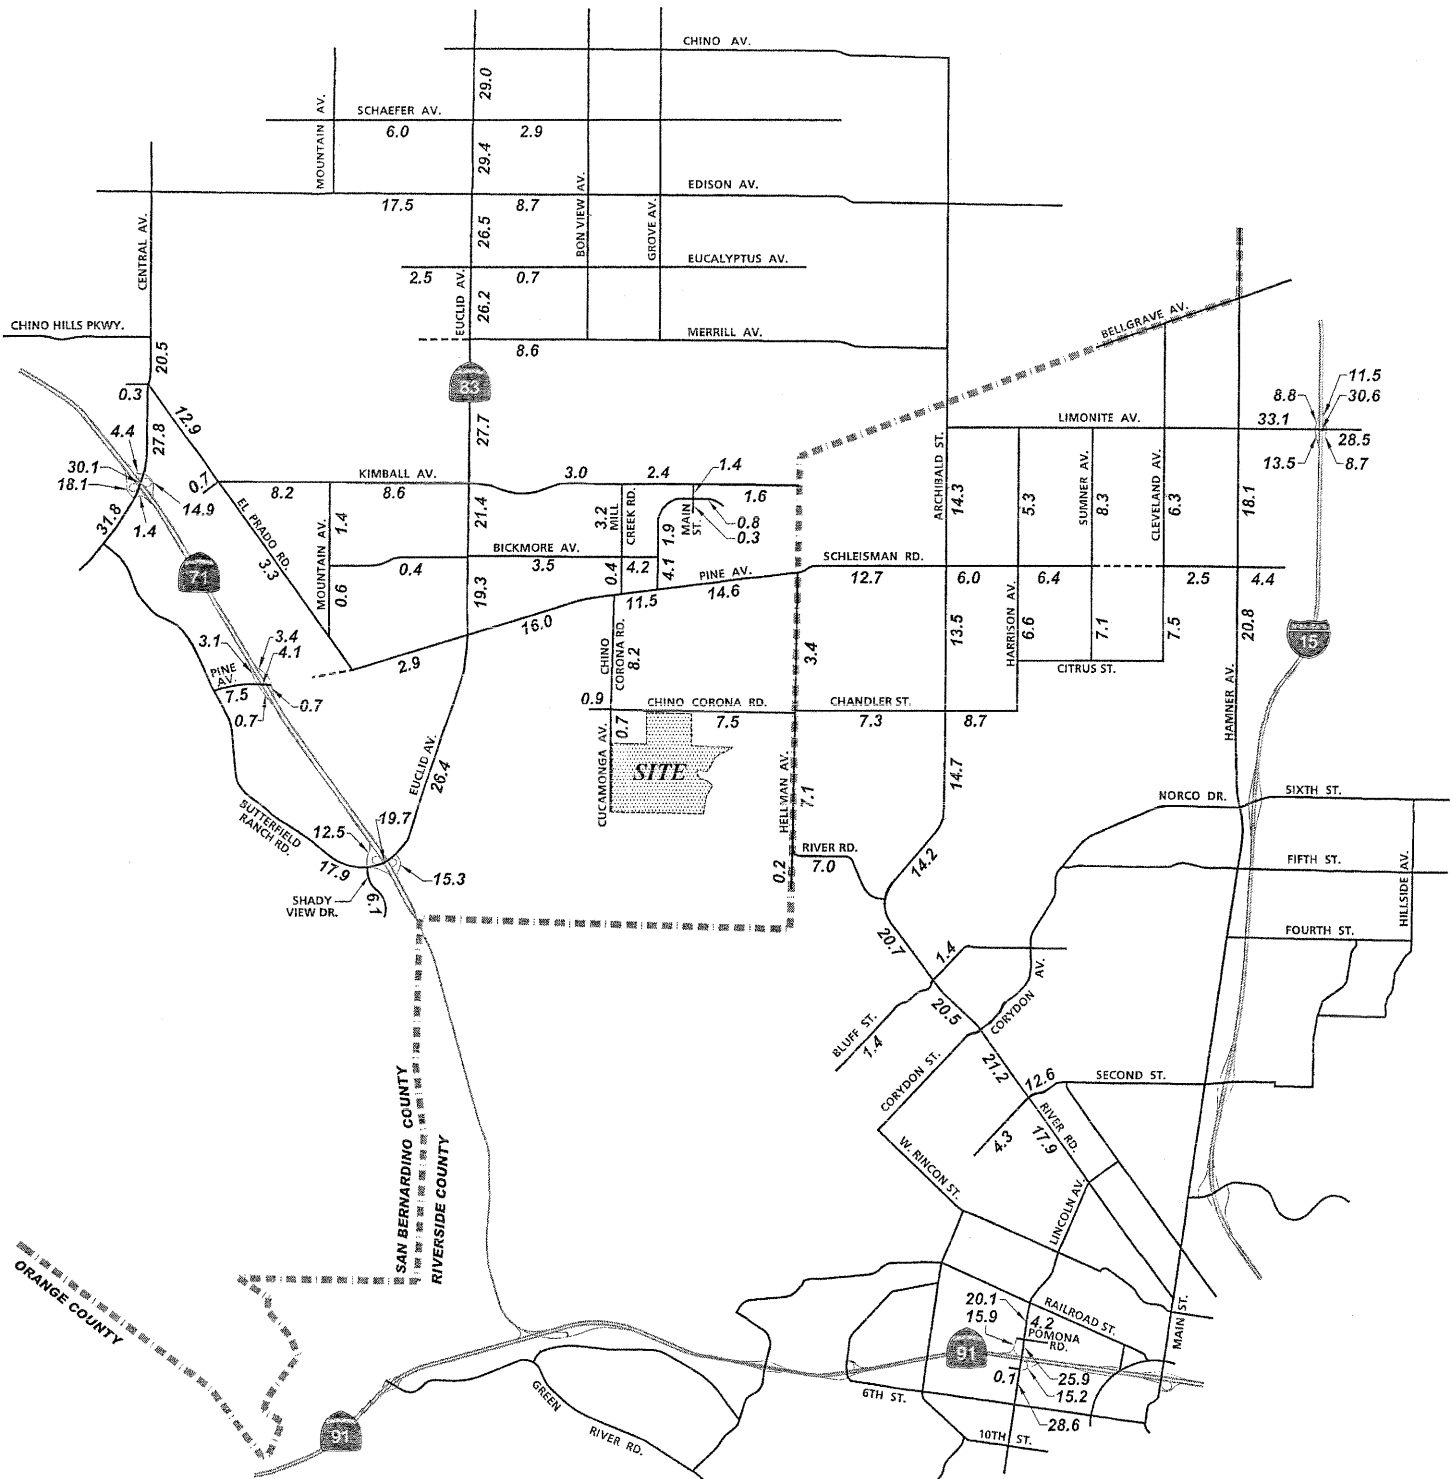 CHINO AV.
29.0
MOUNTAIN AV.
SCHAEFER AV.
6.0
2.9
29.4
EDISON AV.
17.5
8.7
BON VIEW AV.
GROVE AV.
CENTRAL AV.
26.5
EUCALYPTUS AV.
2.5
0.7
EUCLID AV.
26.2
CHINO HILLS PKWY.
MERRILL AV.
8.6
BELLGRAVE AV.
20.5
83
0.3
12.9
11.5
8.8
30.6
LIMONITE AV.
33.1
28.5
13.5
8.7
4.4
27.8
27.7
30.1
18.1
14.9
1.4
31.8
0.7
KIMBALL AV.
8.2
8.6
3.0
2.4
1.4
1.6
ARCHIBALD ST.
14.3
5.3
SUMNER AV.
8.3
CLEVELAND AV.
6.3
18.1
EL PRADO RD.
3.3
MOUNTAIN AV.
1.4
21.4
3.2
MILL
CREEK RD.
1.9
MAIN
ST.
0.8
0.3
71
BICKMORE AV.
0.4
3.5
0.4
4.2
4.1
PINE AV.
SCHLEISMAN RD.
12.7
6.0
6.4
2.5
4.4
0.6
19.3
11.5
14.6
16.0
2.9
CHINO
CORONA RD.
8.2
3.4
13.5
HARRISON AV.
6.6
7.1
7.5
20.8
15
CITRUS ST.
3.1
3.4
4.1
PINE
AV.
7.5
0.7
0.7
0.9
CHINO CORONA RD.
7.5
CHANDLER ST.
7.3
8.7
HAMNER AV.
0.7
CUCAMONGA AV.
SITE
EUCLID AV.
26.4
HELLMAN AV.
7.1
14.7
NORCO DR.
SIXTH ST.
BUTTERFIELD
RANCH RD.
12.5
19.7
17.9
15.3
SHADY
VIEW DR.
6.1
0.2
RIVER RD.
7.0
14.2
FIFTH ST.
HILLSIDE AV.
FOURTH ST.
20.7
1.4
20.5
CORYDON
AV.
BLUFF ST.
1.4
21.2
CORYDON ST.
12.6
SECOND ST.
4.3
RIVER RD.
17.9
SAN BERNARDINO COUNTY
RIVERSIDE COUNTY
W. RINCON ST.
LINCOLN AV.
ORANGE COUNTY
20.1
15.9
4.2
RAILROAD ST.
POMONA
RD.
MAIN ST.
91
0.1
25.9
15.2
28.6
6TH ST.
10TH ST.
GREEN
RIVER RD.
91